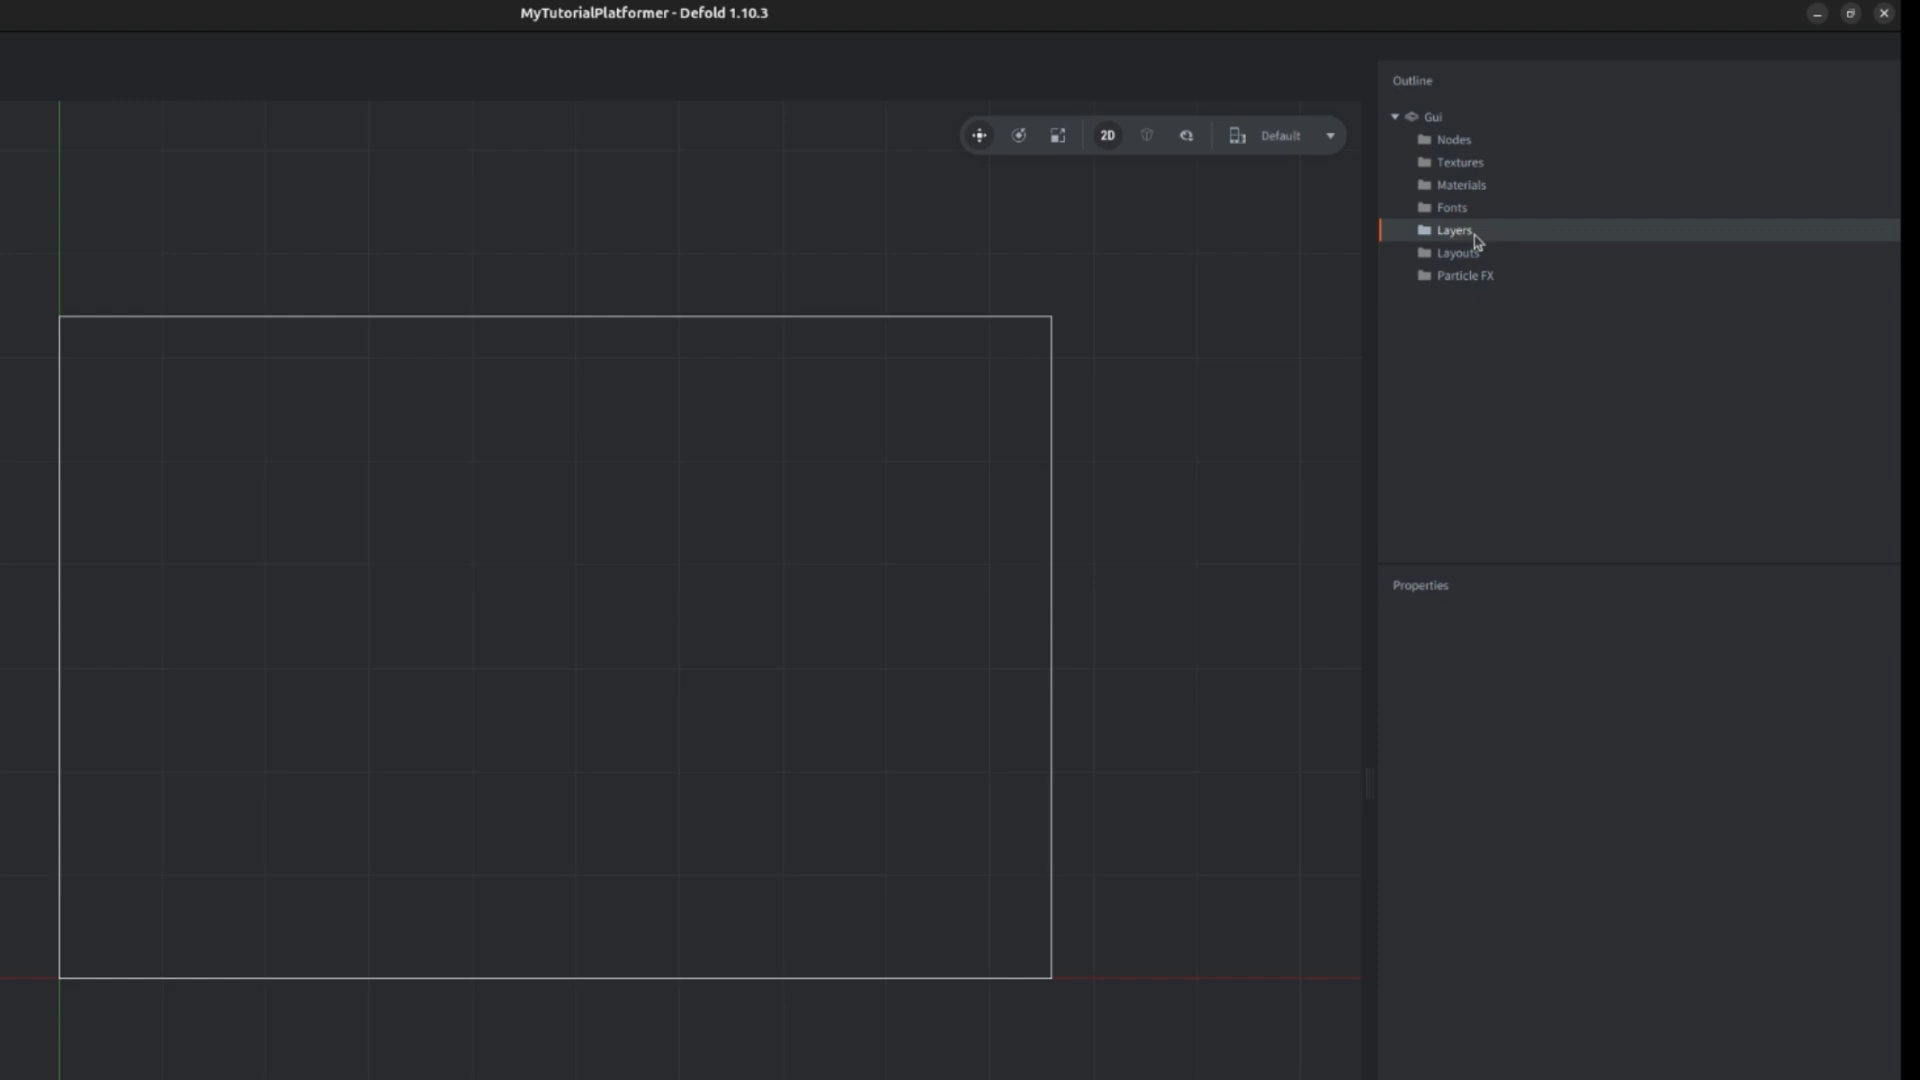 MyTutorialPlatformer - Defold 1.10.3
2D
Default
Outline
Gui
Nodes
Textures
Materials
Fonts
Layers
Layouts
Particle FX
Properties